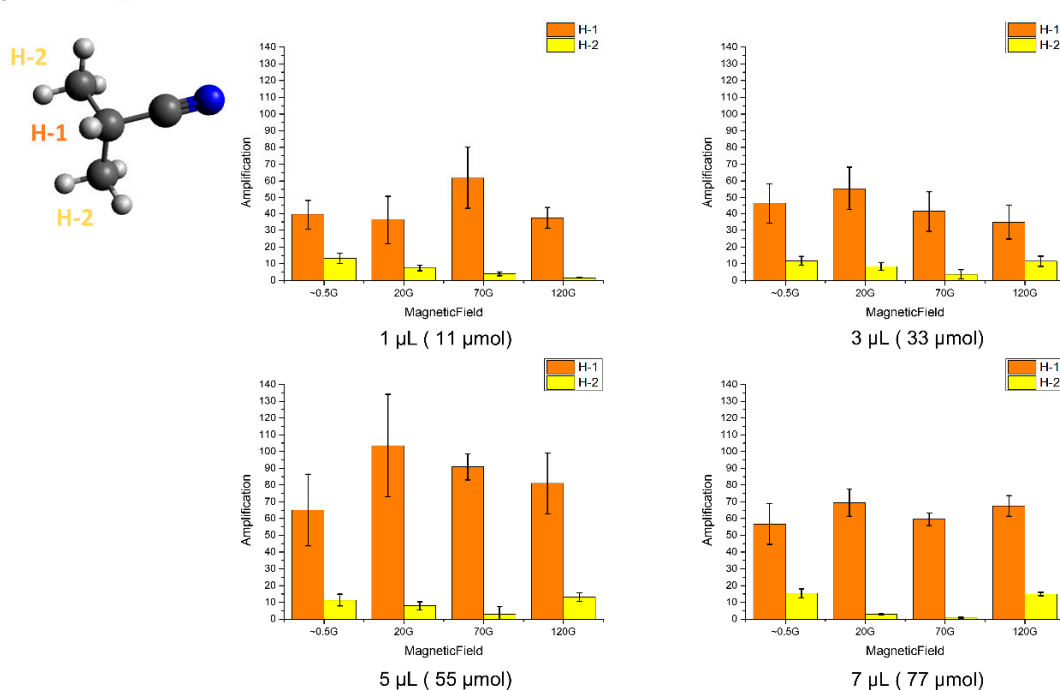 H-2
H-1
H-2
H-1
H-2
Amplification
140
130
120
110
100
90
80
70
60
50
40
30
20
10
0
~0.5G
20G
70G
120G
MagneticField
1 µL ( 11 µmol)
H-1
H-2
Amplification
140
130
120
110
100
90
80
70
60
50
40
30
20
10
0
~0.5G
20G
70G
120G
MagneticField
3 µL ( 33 µmol)
H-1
H-2
Amplification
140
130
120
110
100
90
80
70
60
50
40
30
20
10
0
~0.5G
20G
70G
120G
MagneticField
5 µL ( 55 µmol)
H-1
H-2
Amplification
140
130
120
110
100
90
80
70
60
50
40
30
20
10
0
~0.5G
20G
70G
120G
MagneticField
7 µL ( 77 µmol)